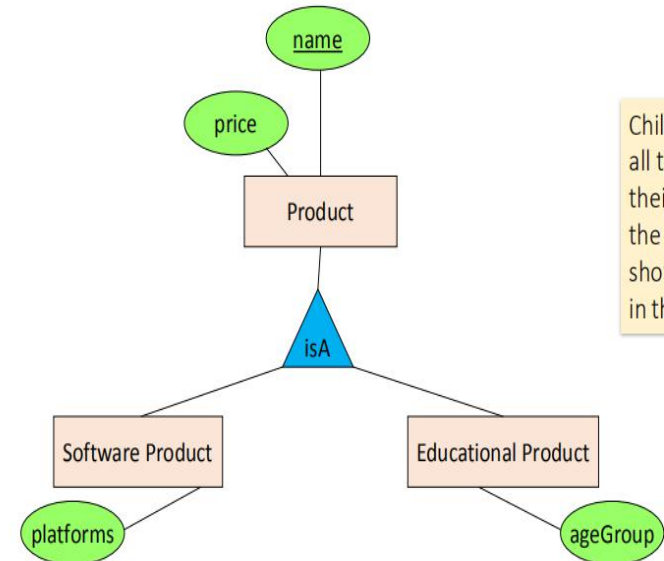 name
price
Product
Chil
all t
thei
the
sho
in th
isA
Software Product
Educational Product
platforms
ageGroup